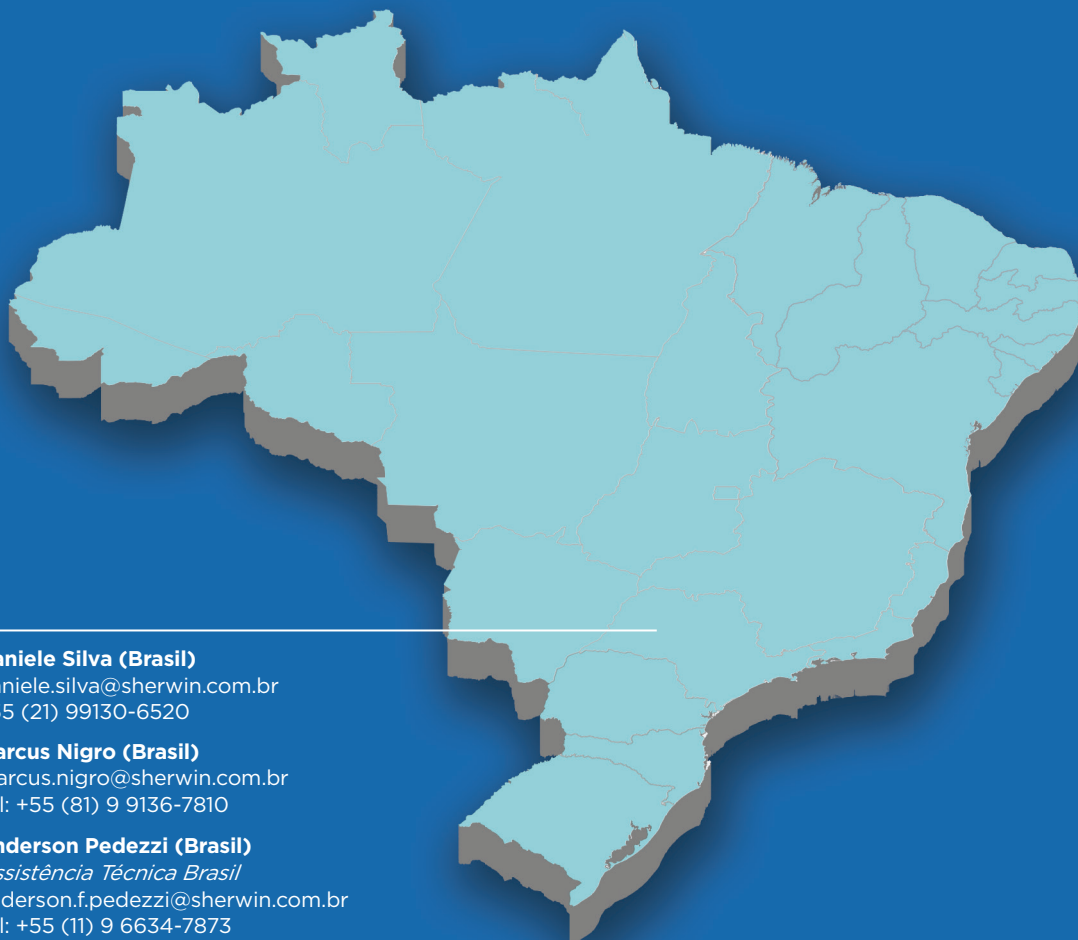 aniele Silva (Brasil)
aniele.silva@sherwin.com.br
55 (21) 99130-6520
arcus Nigro (Brasil)
arcus.nigro@sherwin.com.br
l: +55 (81) 9 9136-7810
nderson Pedezzi (Brasil)
ssistência Técnica Brasil
nderson.f.pedezzi@sherwin.com.br
l: +55 (11) 9 6634-7873